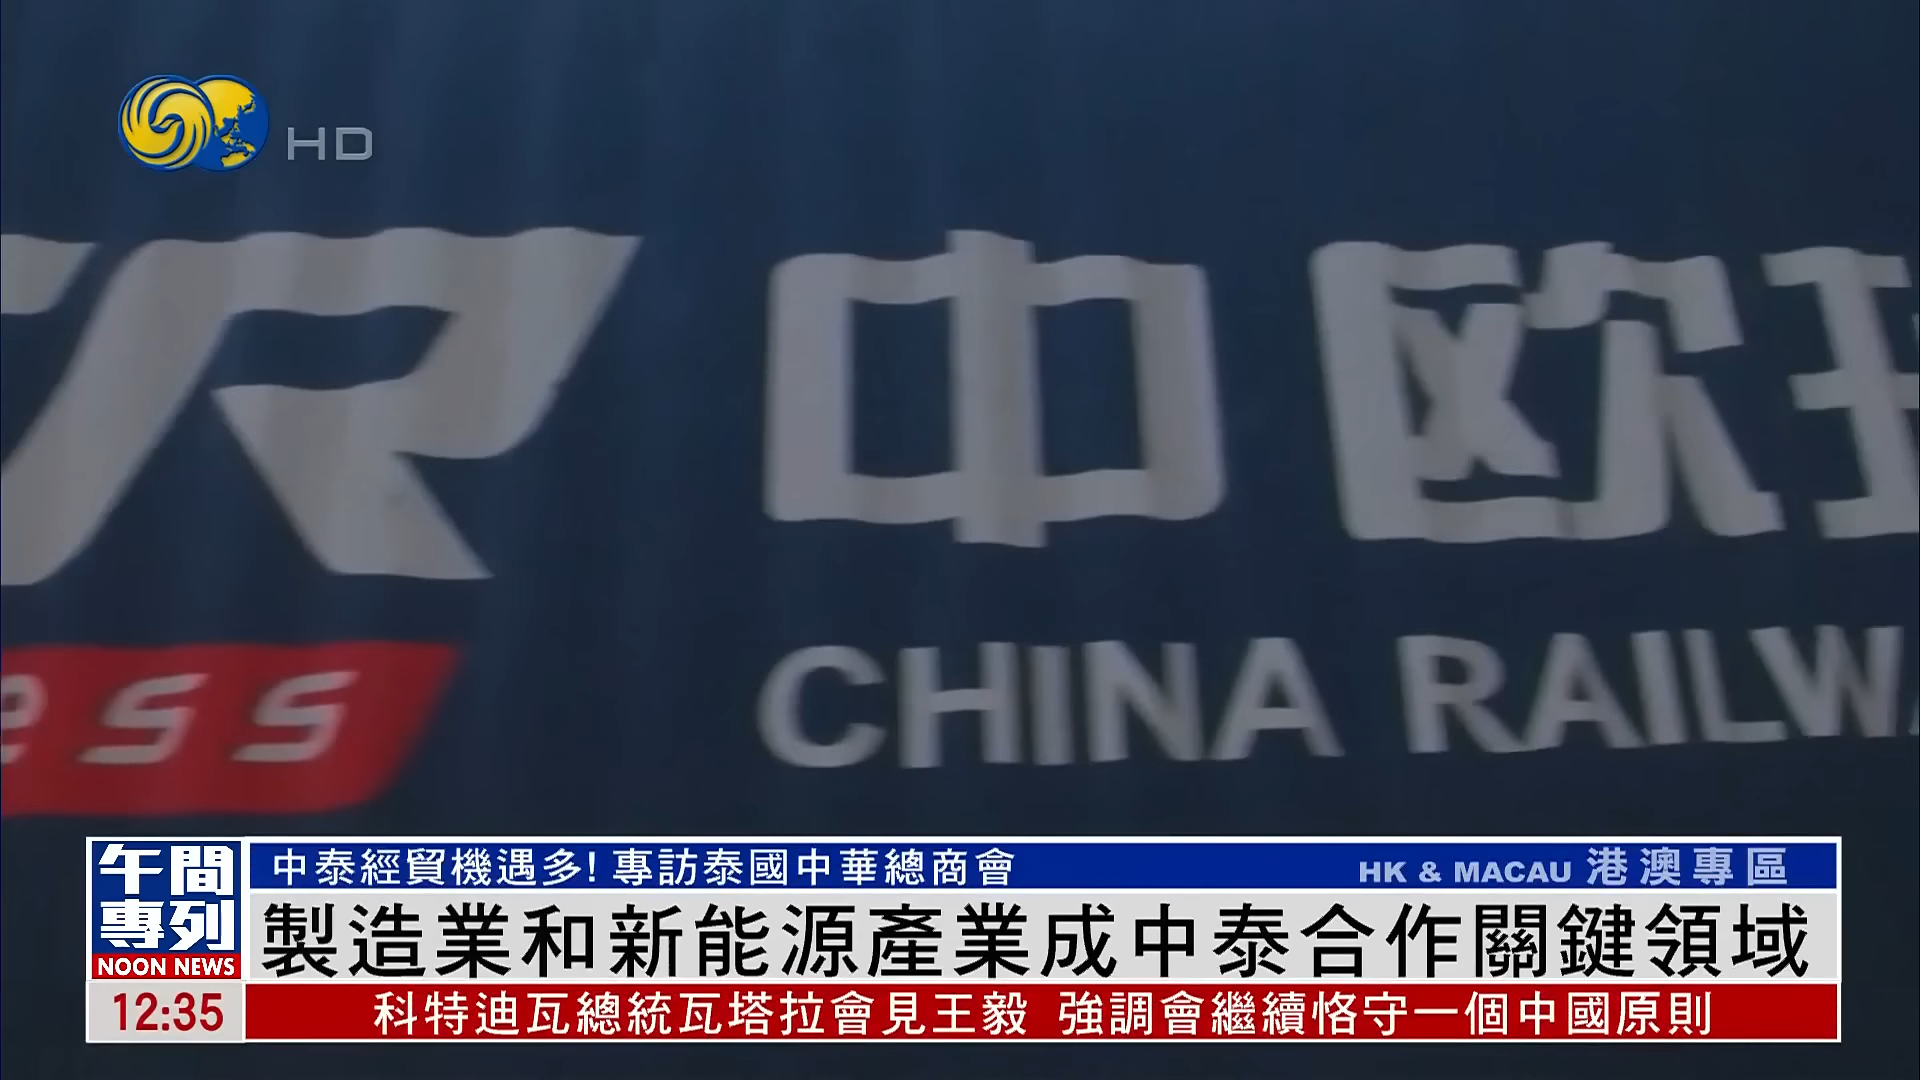 HD
R 中欧
ess CHINA RAILWA
午間專列
NOON NEWS
中泰經貿機遇多! 專訪泰國中華總商會 HK & MACAU 港澳專區
製造業和新能源產業成中泰合作關鍵領域
12:35 科特迪瓦總統瓦塔拉會見王毅 強調會繼續恪守一個中國原則